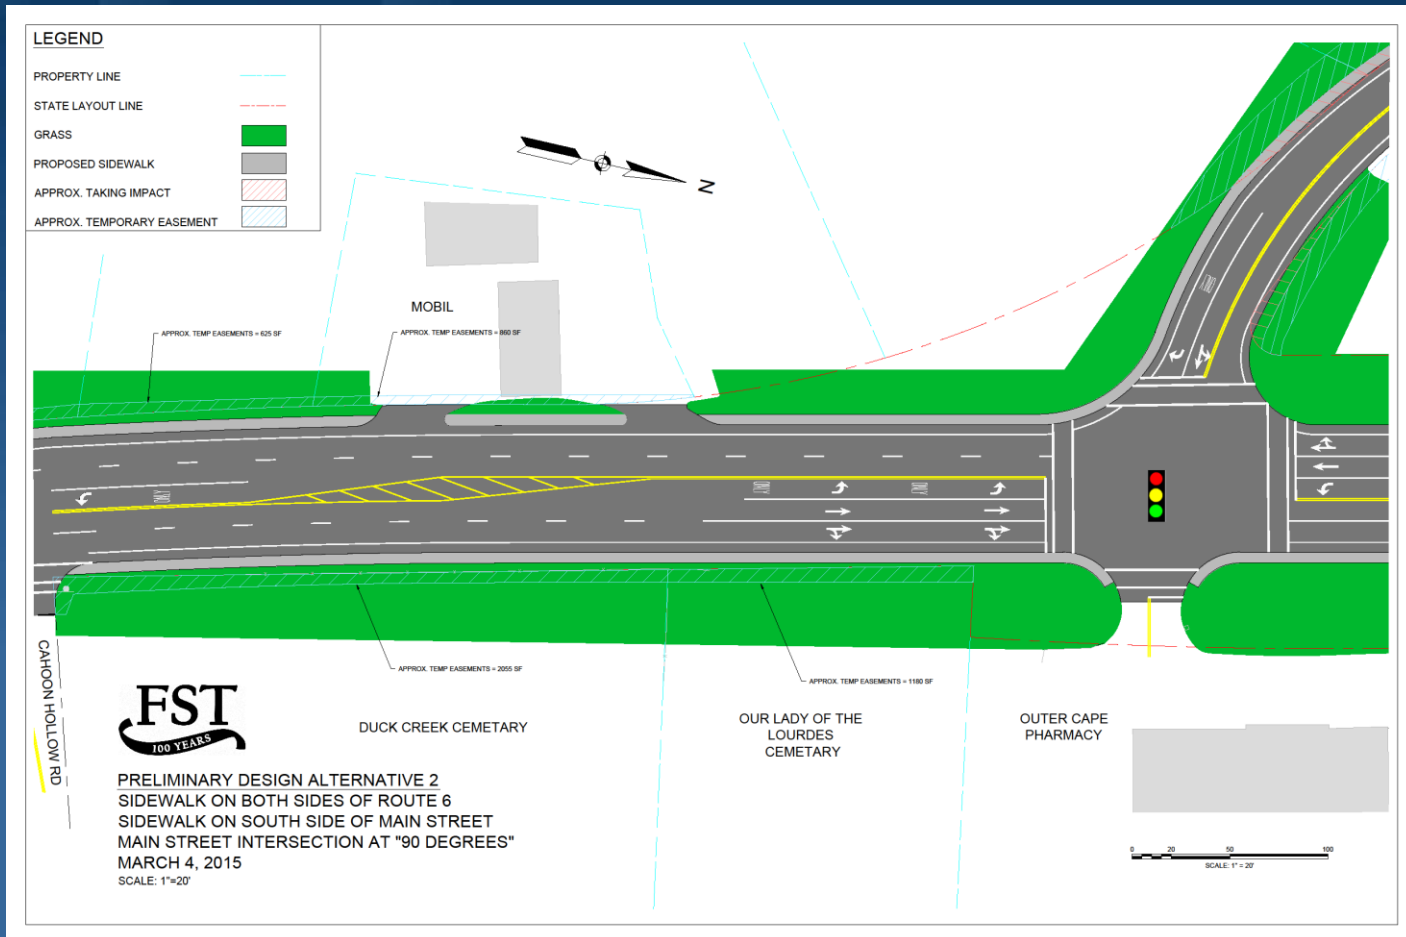 LEGEND
PROPERTY LINE
STATE LAYOUT LINE
GRASS
PROPOSED SIDEWALK
APPROX. TAKING IMPACT
APPROX. TEMPORARY EASEMENT
N
MOBIL
APPROX. TEMP EASEMENTS = 625 SF
APPROX. TEMP EASEMENTS = 860 SF
ONLY
ONLY
ONLY
APPROX. TEMP EASEMENTS = 2055 SF
APPROX. TEMP EASEMENTS = 1180 SF
CAHOON HOLLOW RD
FST
100 YEARS
DUCK CREEK CEMETARY
OUR LADY OF THE
LOURDES
CEMETARY
OUTER CAPE
PHARMACY
PRELIMINARY DESIGN ALTERNATIVE 2
SIDEWALK ON BOTH SIDES OF ROUTE 6
SIDEWALK ON SOUTH SIDE OF MAIN STREET
MAIN STREET INTERSECTION AT "90 DEGREES"
MARCH 4, 2015
SCALE: 1"=20'
0 20 50 100
SCALE: 1" = 20'